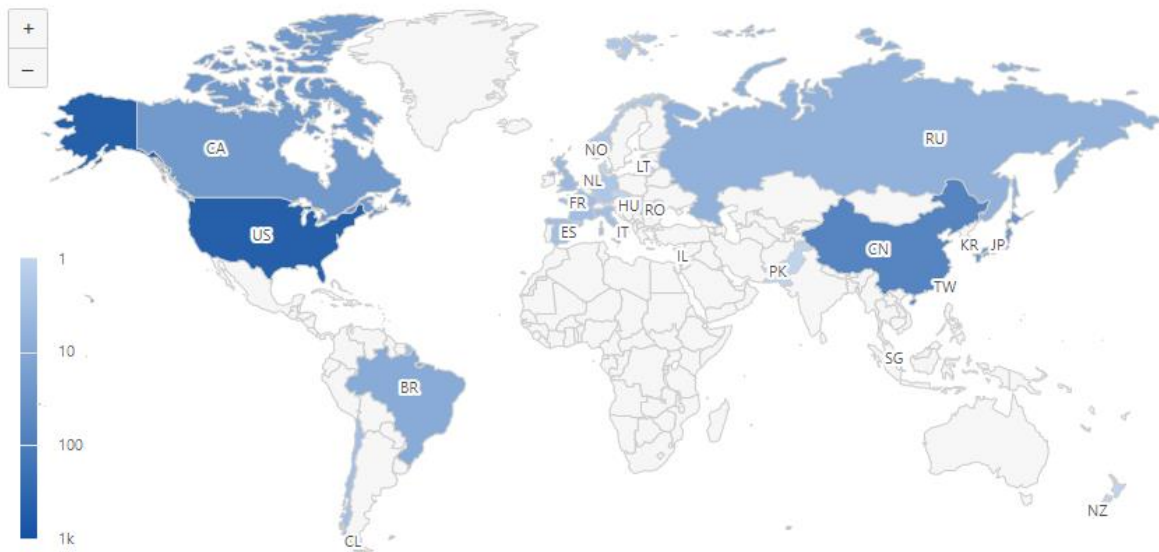 +
−
CA
US
BR
CL
NO
LT
NL
FR
HU
RO
ES
IT
IL
PK
RU
CN
KR
JP
TW
SG
NZ
1
10
100
1k